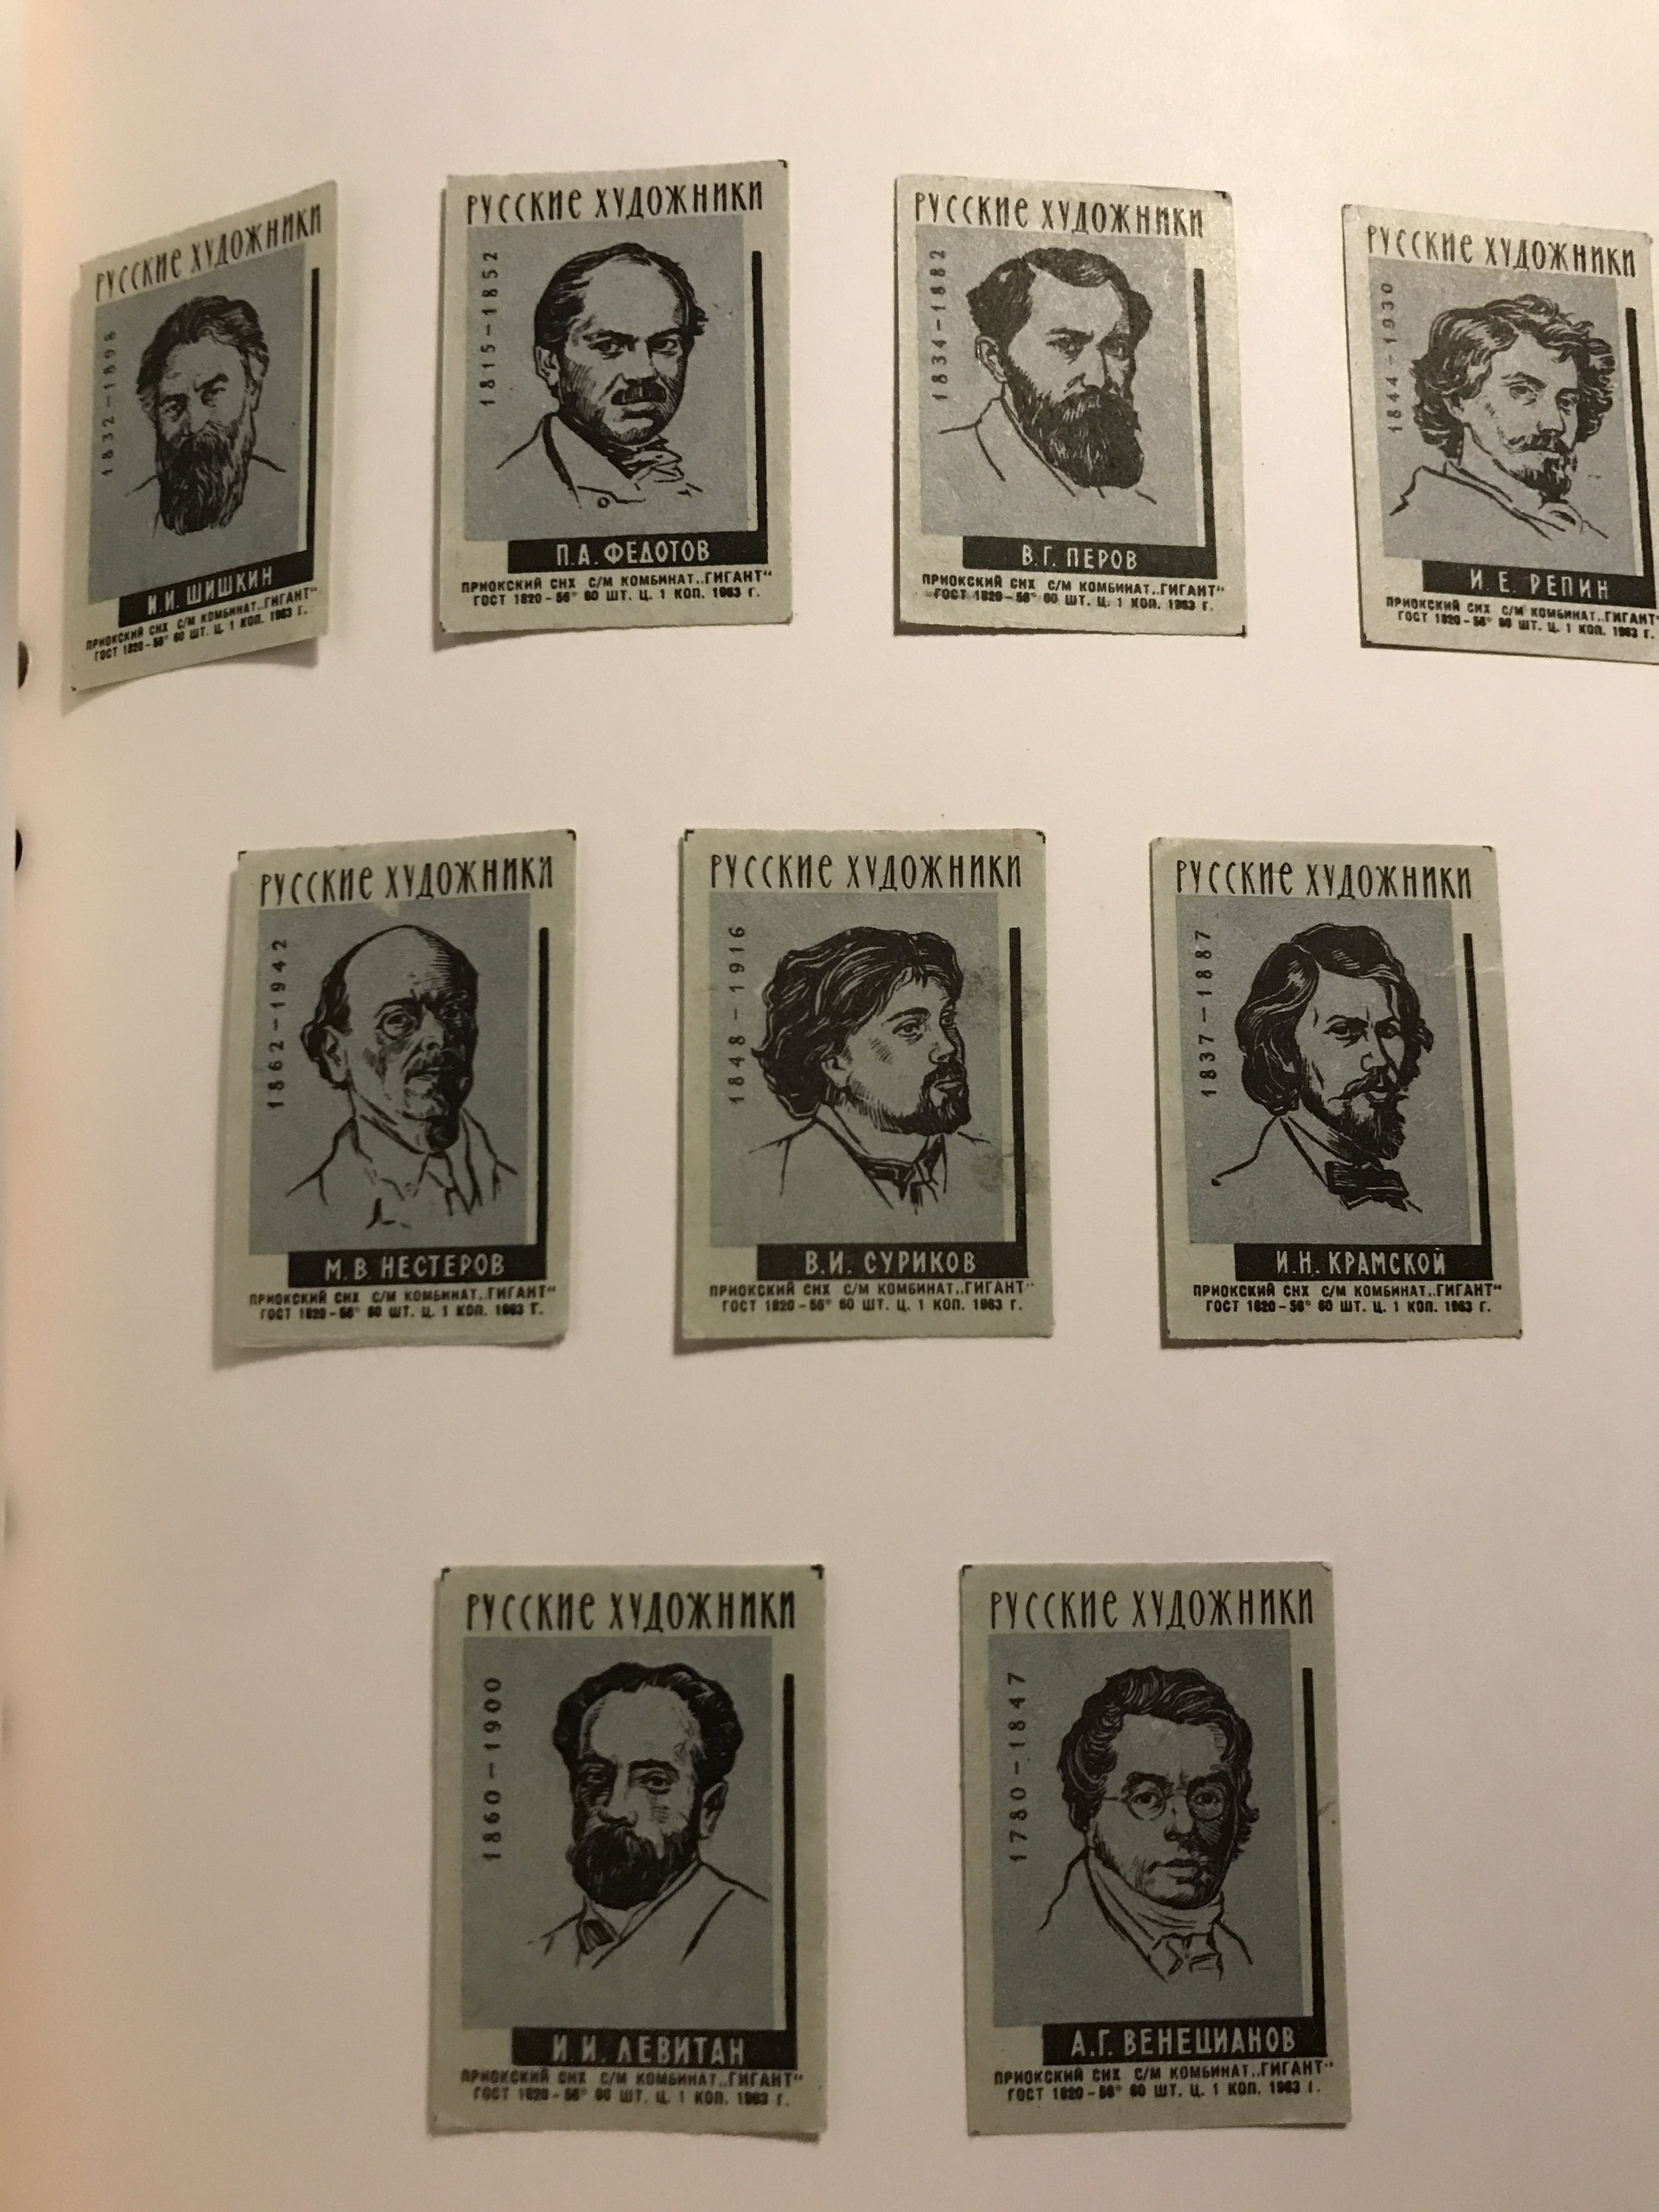 РУССКИЕ ХУДОЖНИКИ
1832-1898
И.И. ШИШКИН
ПРИОКСКИЙ СНХ С/М КОМБИНАТ „ГИГАНТ“
ГОСТ 1820-56° 60 ШТ. Ц. 1 КОП. 1963 Г.
РУССКИЕ ХУДОЖНИКИ
1815-1852
П.А. ФЕДОТОВ
ПРИОКСКИЙ СНХ С/М КОМБИНАТ „ГИГАНТ“
ГОСТ 1820-56° 60 ШТ. Ц. 1 КОП. 1963 Г.
РУССКИЕ ХУДОЖНИКИ
1834-1882
В.Г. ПЕРОВ
ПРИОКСКИЙ СНХ С/М КОМБИНАТ „ГИГАНТ“
ГОСТ 1820-56° 60 ШТ. Ц. 1 КОП. 1963 Г.
РУССКИЕ ХУДОЖНИКИ
1844-1930
И.Е. РЕПИН
ПРИОКСКИЙ СНХ С/М КОМБИНАТ „ГИГАНТ“
ГОСТ 1820-56° 60 ШТ. Ц. 1 КОП. 1963 Г.
РУССКИЕ ХУДОЖНИКИ
1862-1942
М.В. НЕСТЕРОВ
ПРИОКСКИЙ СНХ С/М КОМБИНАТ „ГИГАНТ“
ГОСТ 1820-56° 60 ШТ. Ц. 1 КОП. 1963 Г.
РУССКИЕ ХУДОЖНИКИ
1848-1916
В.И. СУРИКОВ
ПРИОКСКИЙ СНХ С/М КОМБИНАТ „ГИГАНТ“
ГОСТ 1820-56° 60 ШТ. Ц. 1 КОП. 1963 Г.
РУССКИЕ ХУДОЖНИКИ
1837-1887
И.Н. КРАМСКОЙ
ПРИОКСКИЙ СНХ С/М КОМБИНАТ „ГИГАНТ“
ГОСТ 1820-56° 60 ШТ. Ц. 1 КОП. 1963 Г.
РУССКИЕ ХУДОЖНИКИ
1860-1900
И.И. ЛЕВИТАН
ПРИОКСКИЙ СНХ С/М КОМБИНАТ „ГИГАНТ“
ГОСТ 1820-56° 60 ШТ. Ц. 1 КОП. 1963 Г.
РУССКИЕ ХУДОЖНИКИ
1780-1847
А.Г. ВЕНЕЦИАНОВ
ПРИОКСКИЙ СНХ С/М КОМБИНАТ „ГИГАНТ“
ГОСТ 1820-56° 60 ШТ. Ц. 1 КОП. 1963 Г.